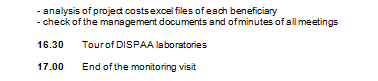 - analysis of project costs excel files of each beneficiary
- check of the management documents and of minutes of all meetings
16.30 Tour of DISPAA laboratories
17.00 End of the monitoring visit